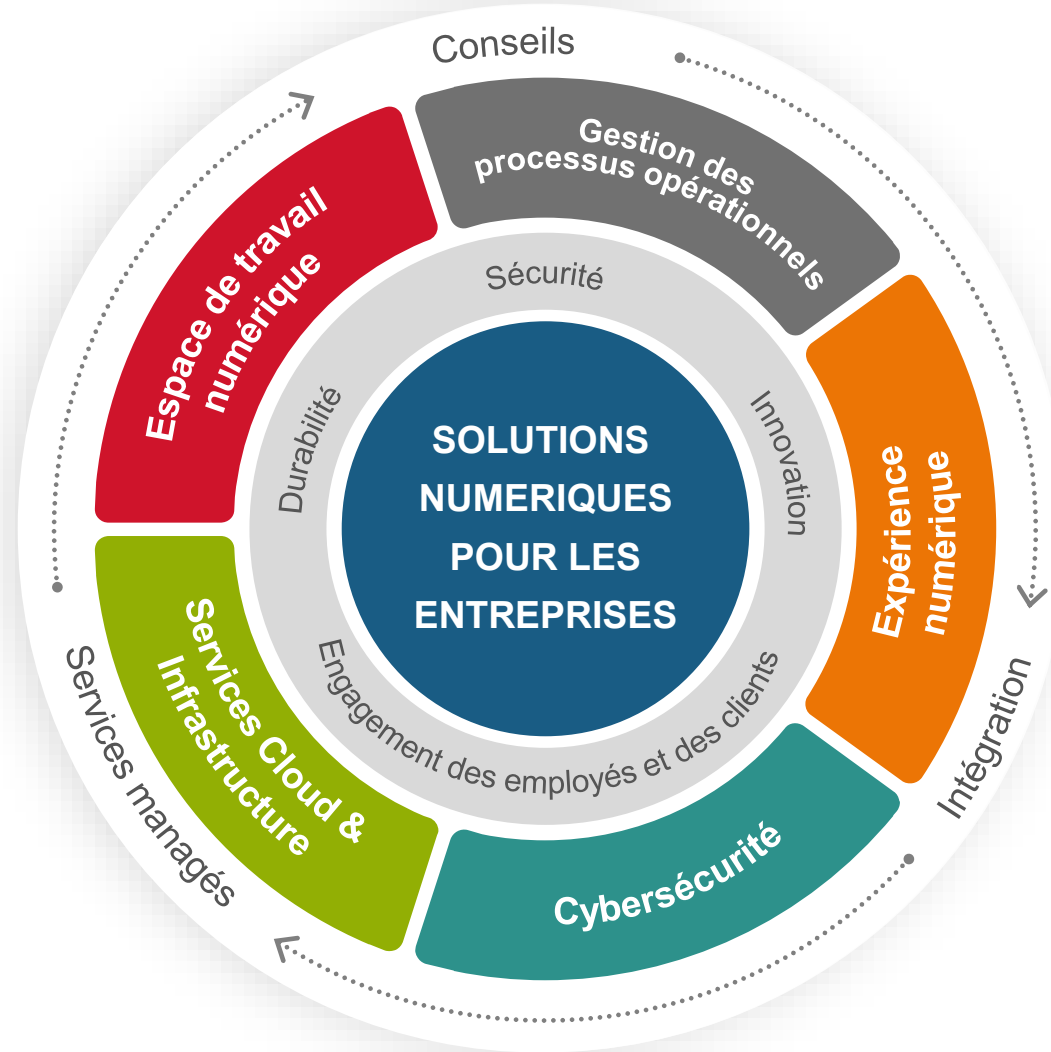 Conseils
Gestion des
processus opérationnels
Espace de travail
numérique
Sécurité
Durabilité
Innovation
SOLUTIONS
NUMERIQUES
POUR LES
ENTREPRISES
Expérience
numérique
Engagement des employés et des clients
Services Cloud &
Infrastructure
Cybersécurité
Services managés
Intégration